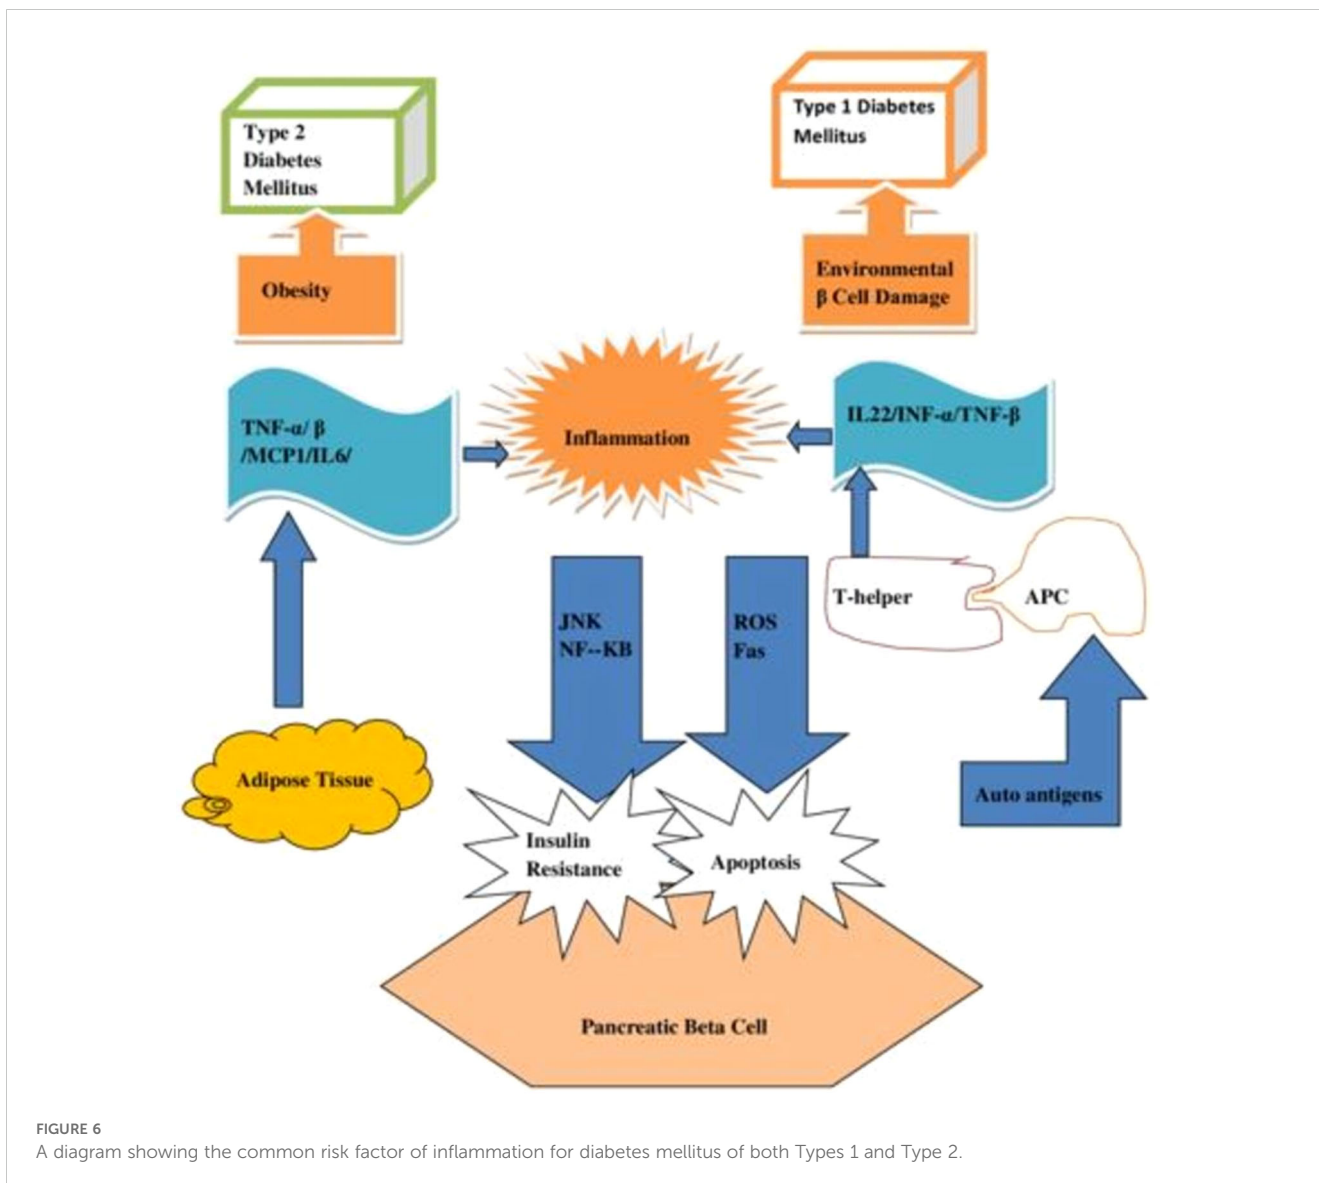 Type 2
Diabetes
Mellitus
Type 1 Diabetes
Mellitus
Obesity
Environmental
β Cell Damage
TNF-α/ β
/MCP1/IL6/
Inflammation
IL22/INF-α/TNF-β
JNK
NF--KB
ROS
Fas
T-helper
APC
Adipose Tissue
Auto antigens
Insulin
Resistance
Apoptosis
Pancreatic Beta Cell
FIGURE 6
A diagram showing the common risk factor of inflammation for diabetes mellitus of both Types 1 and Type 2.